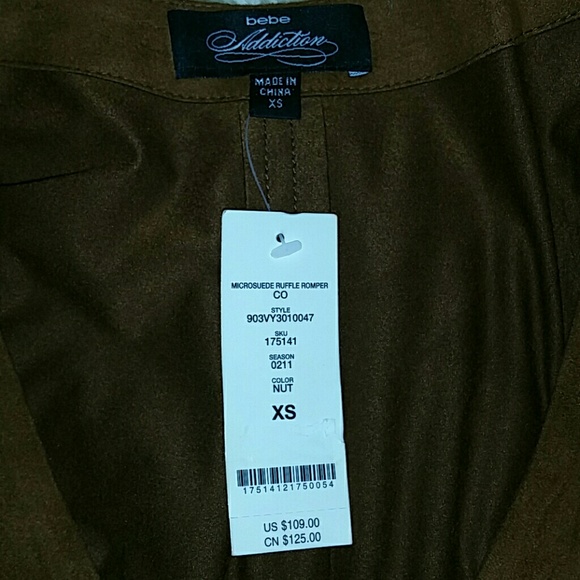 bebe
Addiction
MADE IN
CHINA
XS
MICROSUEDE RUFFLE ROMPER
CO
STYLE
903VY3010047
SKU
175141
SEASON
0211
COLOR
NUT
XS
17514121750054
US $109.00
CN $125.00